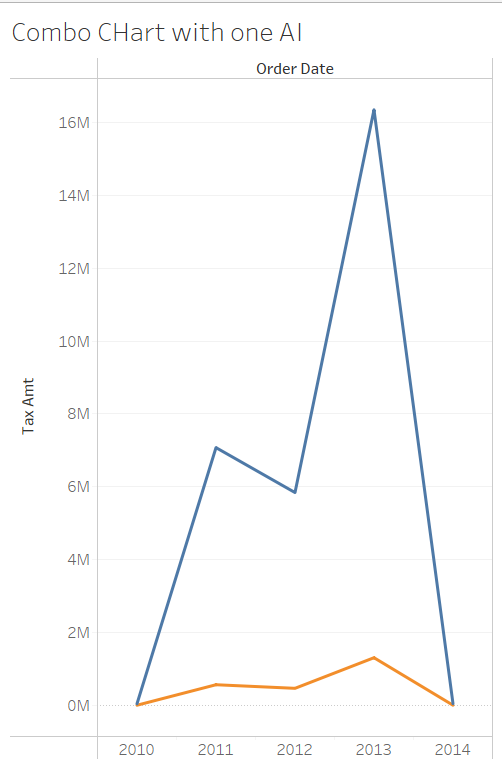 Combo CHart with one AI
Order Date
16M
14M
12M
10M
8M
6M
4M
2M
0M
Tax Amt
2010 2011 2012 2013 2014